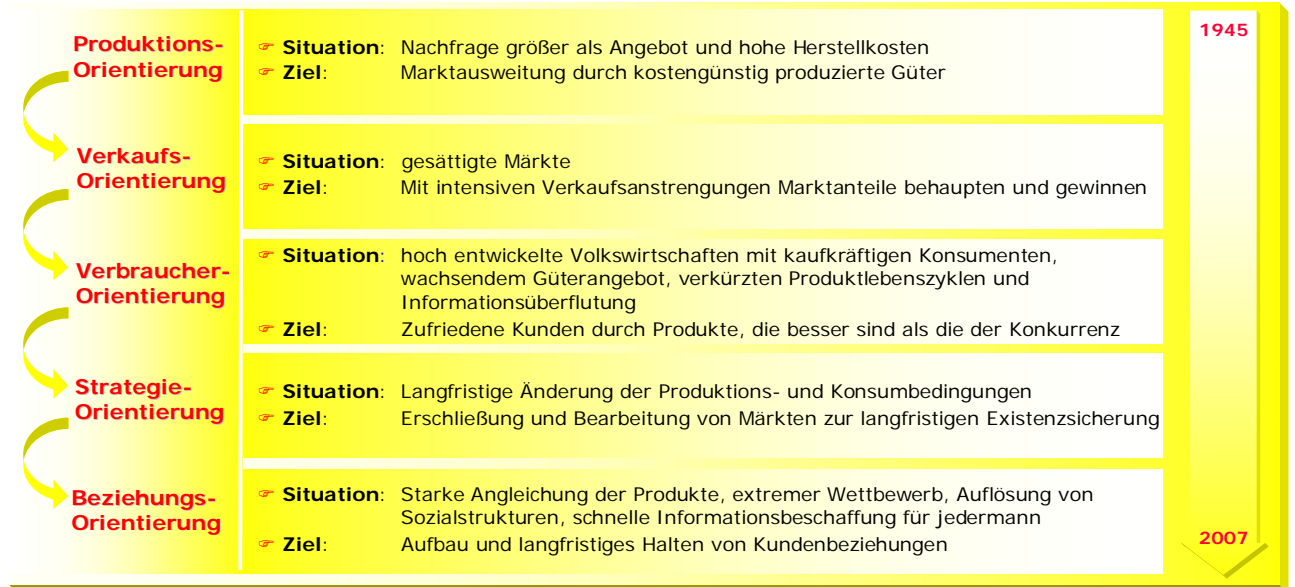 1945
Produktions-
Orientierung
☞ Situation: Nachfrage größer als Angebot und hohe Herstellkosten
☞ Ziel: Marktausweitung durch kostengünstig produzierte Güter
Verkaufs-
Orientierung
☞ Situation: gesättigte Märkte
☞ Ziel: Mit intensiven Verkaufsanstrengungen Marktanteile behaupten und gewinnen
Verbraucher-
Orientierung
☞ Situation: hoch entwickelte Volkswirtschaften mit kaufkräftigen Konsumenten,
wachsendem Güterangebot, verkürzten Produktlebenszyklen und
Informationsüberflutung
☞ Ziel: Zufriedene Kunden durch Produkte, die besser sind als die der Konkurrenz
Strategie-
Orientierung
☞ Situation: Langfristige Änderung der Produktions- und Konsumbedingungen
☞ Ziel: Erschließung und Bearbeitung von Märkten zur langfristigen Existenzsicherung
Beziehungs-
Orientierung
☞ Situation: Starke Angleichung der Produkte, extremer Wettbewerb, Auflösung von
Sozialstrukturen, schnelle Informationsbeschaffung für jedermann
☞ Ziel: Aufbau und langfristiges Halten von Kundenbeziehungen
2007